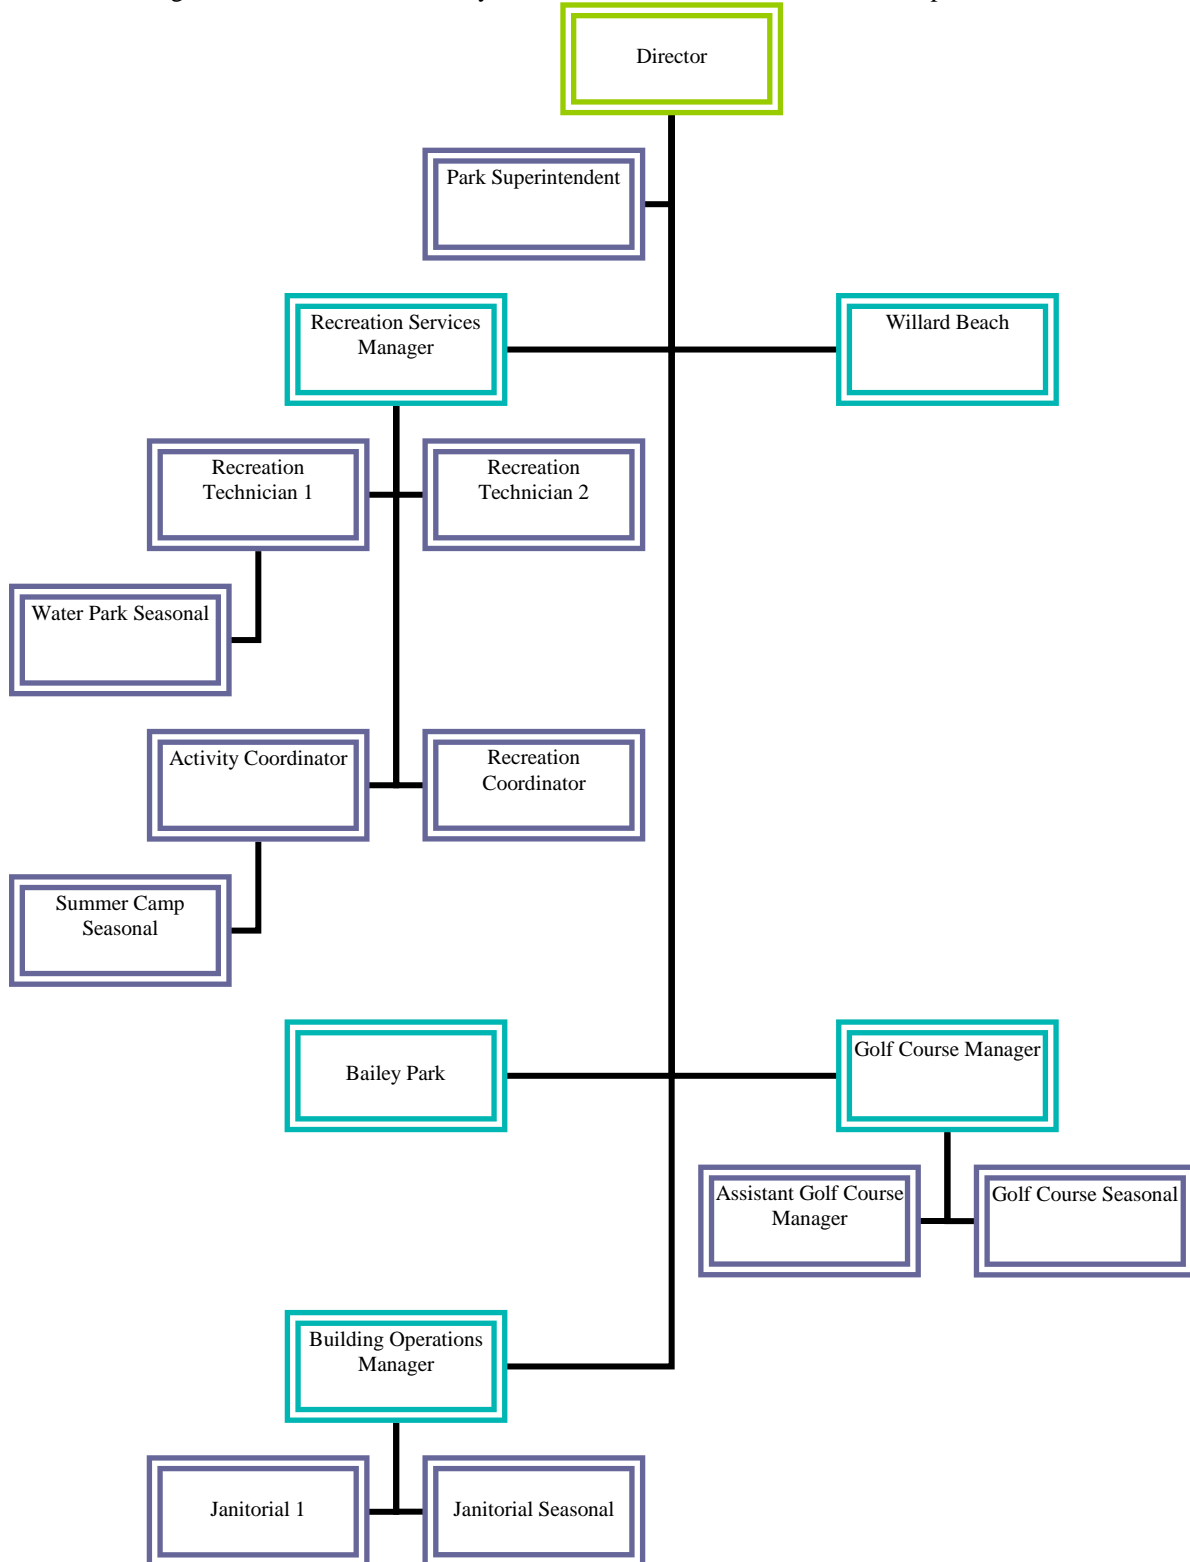 Director
Park Superintendent
Recreation Services
Manager
Willard Beach
Recreation
Technician 1
Recreation
Technician 2
Water Park Seasonal
Activity Coordinator
Recreation
Coordinator
Summer Camp
Seasonal
Bailey Park
Golf Course Manager
Assistant Golf Course
Manager
Golf Course Seasonal
Building Operations
Manager
Janitorial 1
Janitorial Seasonal